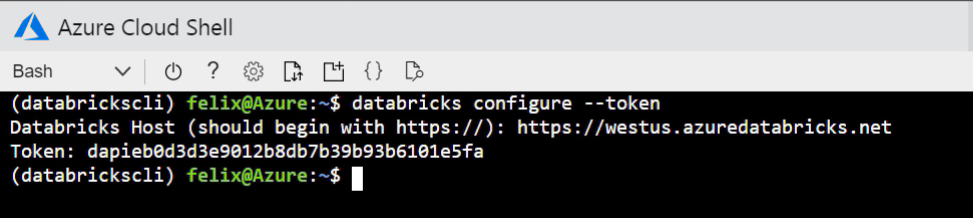 Azure Cloud Shell
Bash
(databrickscli) felix@Azure:~$ databricks configure --token
Databricks Host (should begin with https://): https://westus.azuredatabricks.net
Token: dapieb0d3d3e9012b8db7b39b93b6101e5fa
(databrickscli) felix@Azure:~$